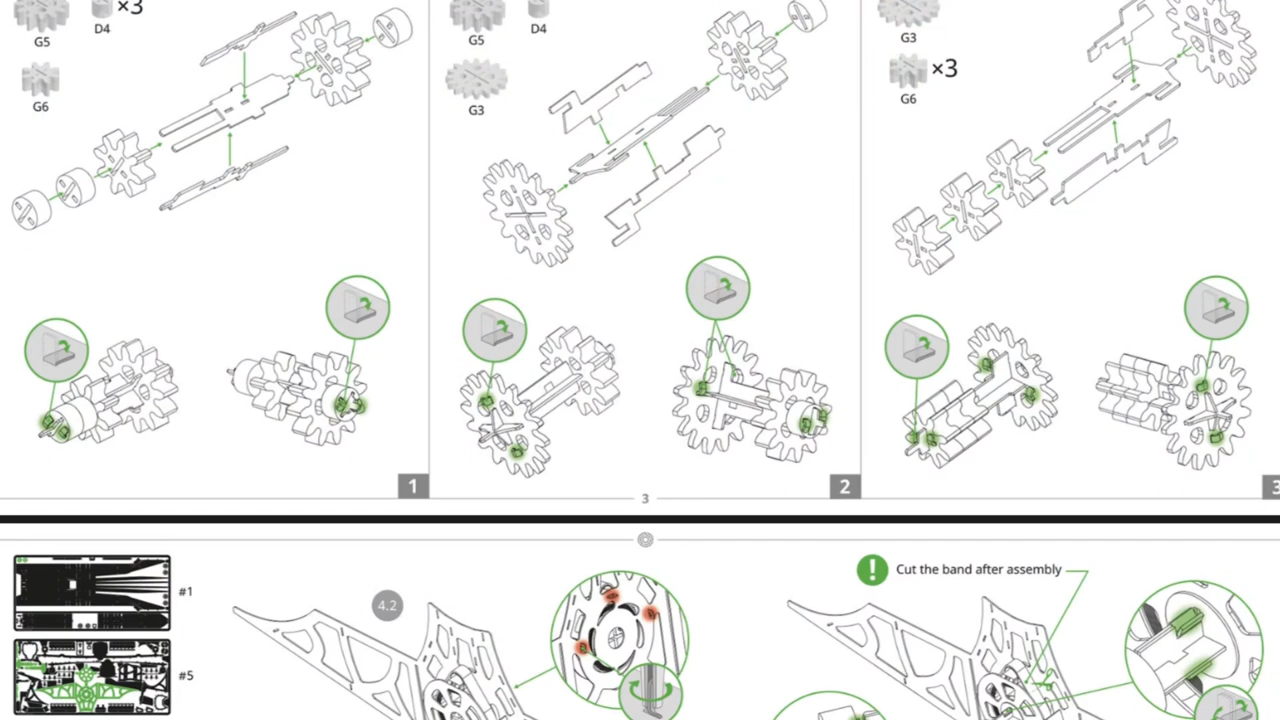 ×3
G5
D4
G6
1
G5
D4
G3
2
G3
×3
G6
3
3
#1
#5
4.2
! Cut the band after assembly